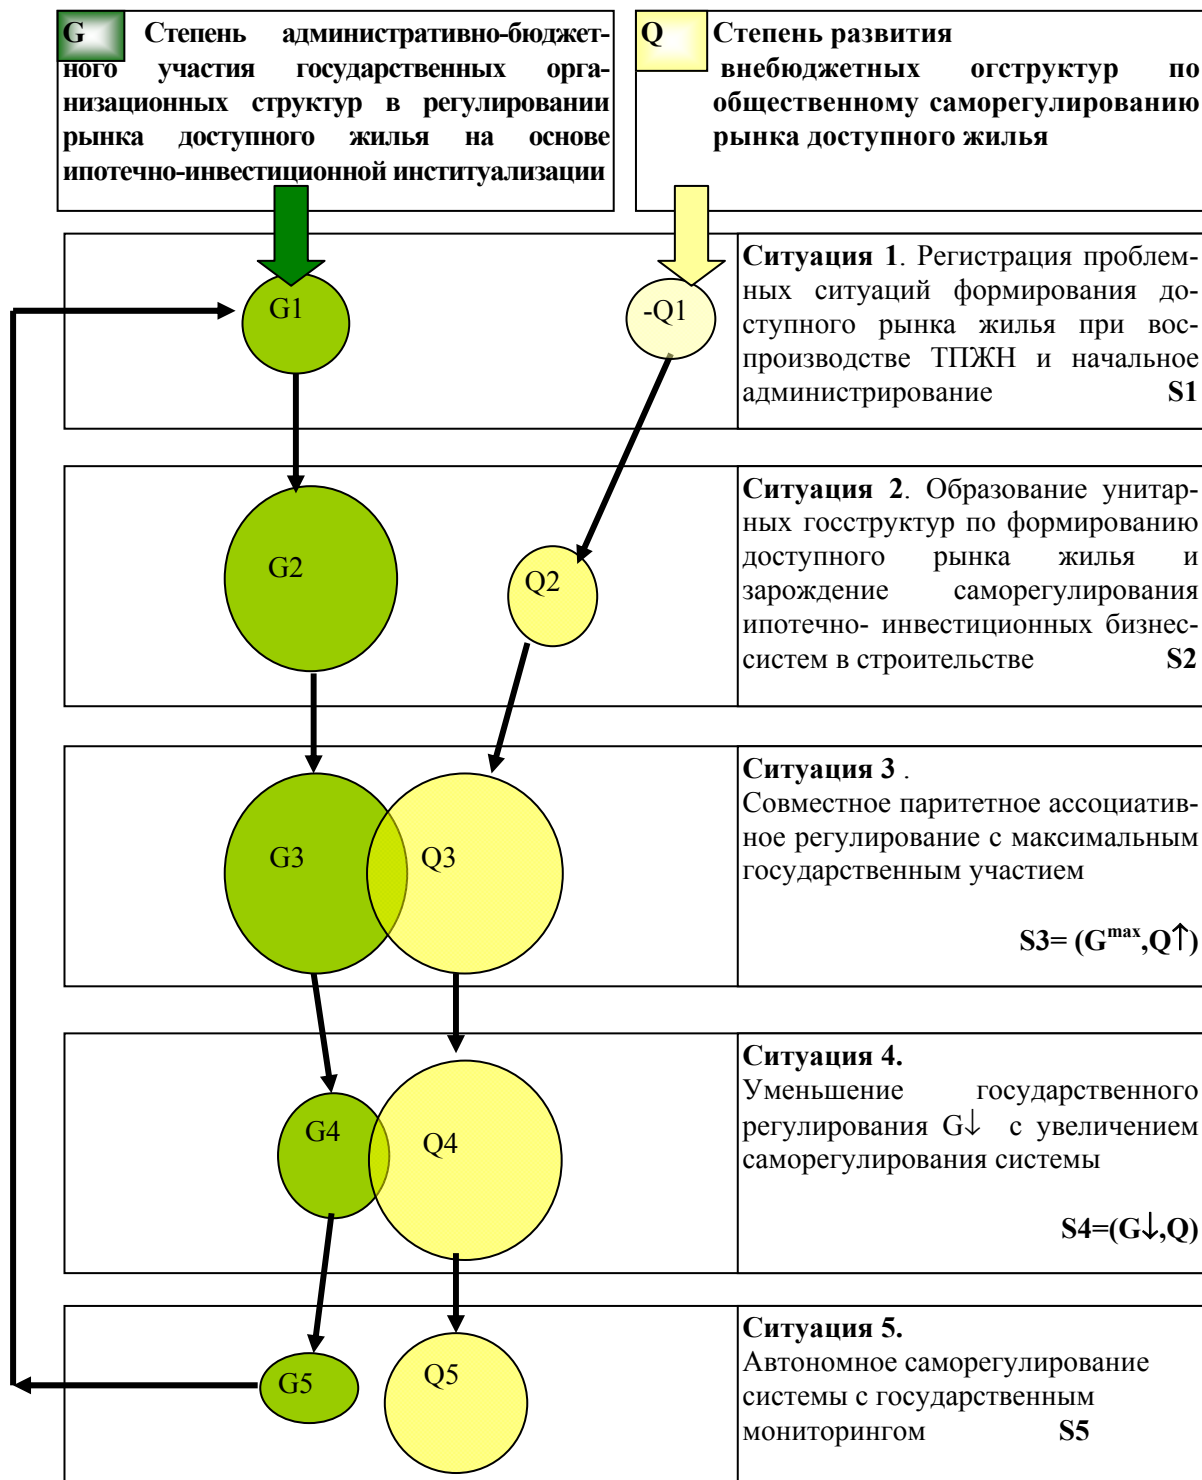 G Степень административно-бюджет-
ного участия государственных орга-
низационных структур в регулировании
рынка доступного жилья на основе
ипотечно-инвестиционной институализации
Q Степень развития
внебюджетных огструктур по
общественному саморегулированию
рынка доступного жилья
G1
-Q1
Ситуация 1. Регистрация проблем-
ных ситуаций формирования до-
ступного рынка жилья при вос-
производстве ТПЖН и начальное
администрирование S1
G2
Q2
Ситуация 2. Образование унитар-
ных госструктур по формированию
доступного рынка жилья и
зарождение саморегулирования
ипотечно- инвестиционных бизнес-
систем в строительстве S2
G3
Q3
Ситуация 3 .
Совместное паритетное ассоциатив-
ное регулирование с максимальным
государственным участием
S3= (G^max,Q↑)
G4
Q4
Ситуация 4.
Уменьшение государственного
регулирования G↓ с увеличением
саморегулирования системы
S4=(G↓,Q)
G5
Q5
Ситуация 5.
Автономное саморегулирование
системы с государственным
мониторингом S5